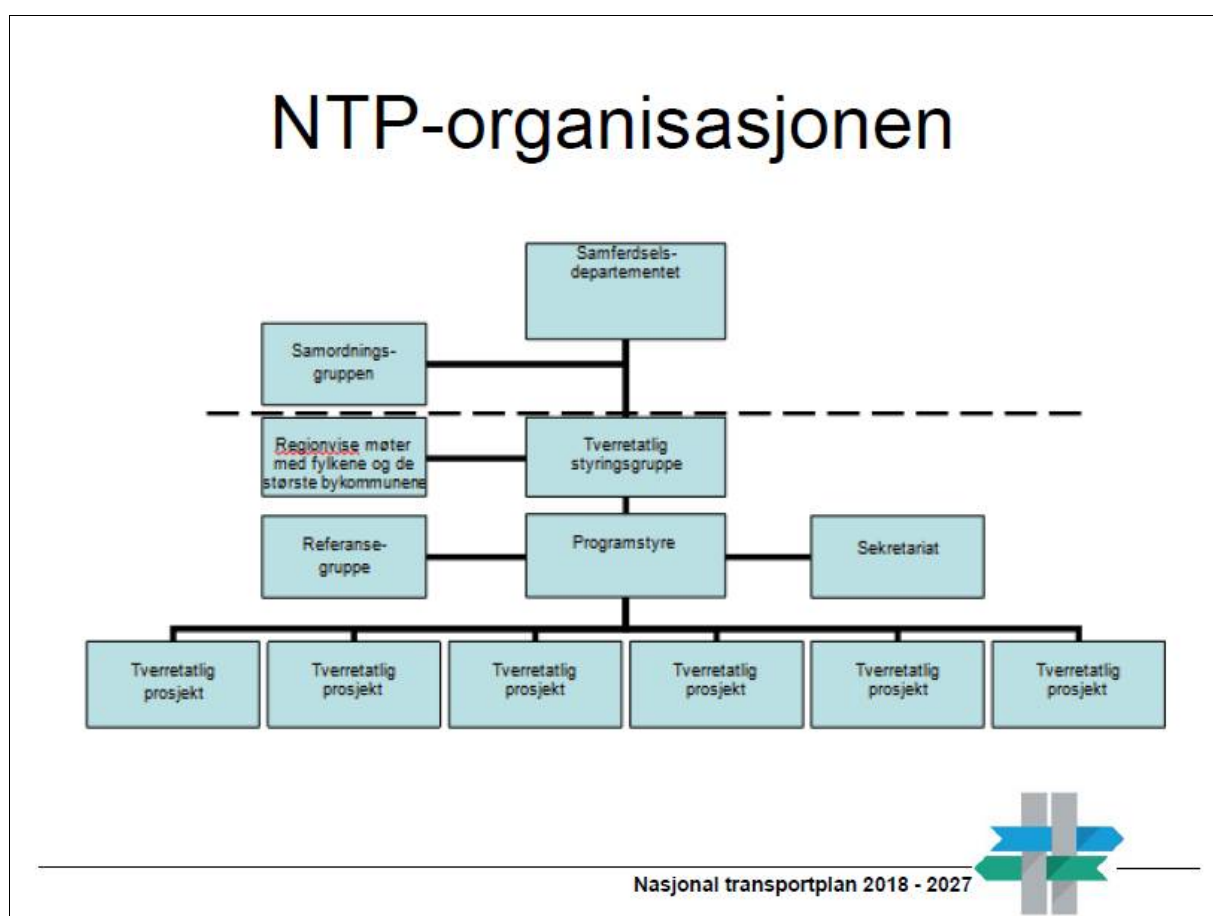 NTP-organisasjonen
Samferdsels-
departementet
Samordnings-
gruppen
Regionvise møter
med fylkene og de
største bykommunene
Tverretatlig
styringsgruppe
Referanse-
gruppe
Programstyre
Sekretariat
Tverretatlig
prosjekt
Tverretatlig
prosjekt
Tverretatlig
prosjekt
Tverretatlig
prosjekt
Tverretatlig
prosjekt
Tverretatlig
prosjekt
Nasjonal transportplan 2018 - 2027